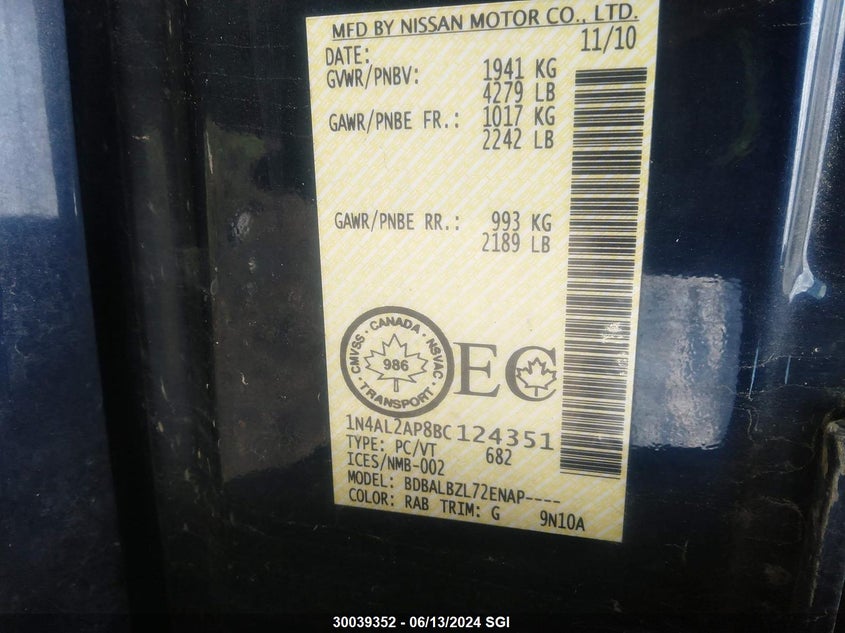 MFD BY NISSAN MOTOR CO., LTD.
DATE: 11/10
GVWR/PNBV: 1941 KG
4279 LB
GAWR/PNBE FR.: 1017 KG
2242 LB
GAWR/PNBE RR.: 993 KG
2189 LB
CMVSS · CANADA · NSVAC · TRANSPORT ·
986
EC
1N4AL2AP8BC124351
TYPE: PC/VT 682
ICES/NMB-002
MODEL: BDBALBZL72ENAP----
COLOR: RAB TRIM: G 9N10A
30039352 - 06/13/2024 SGI